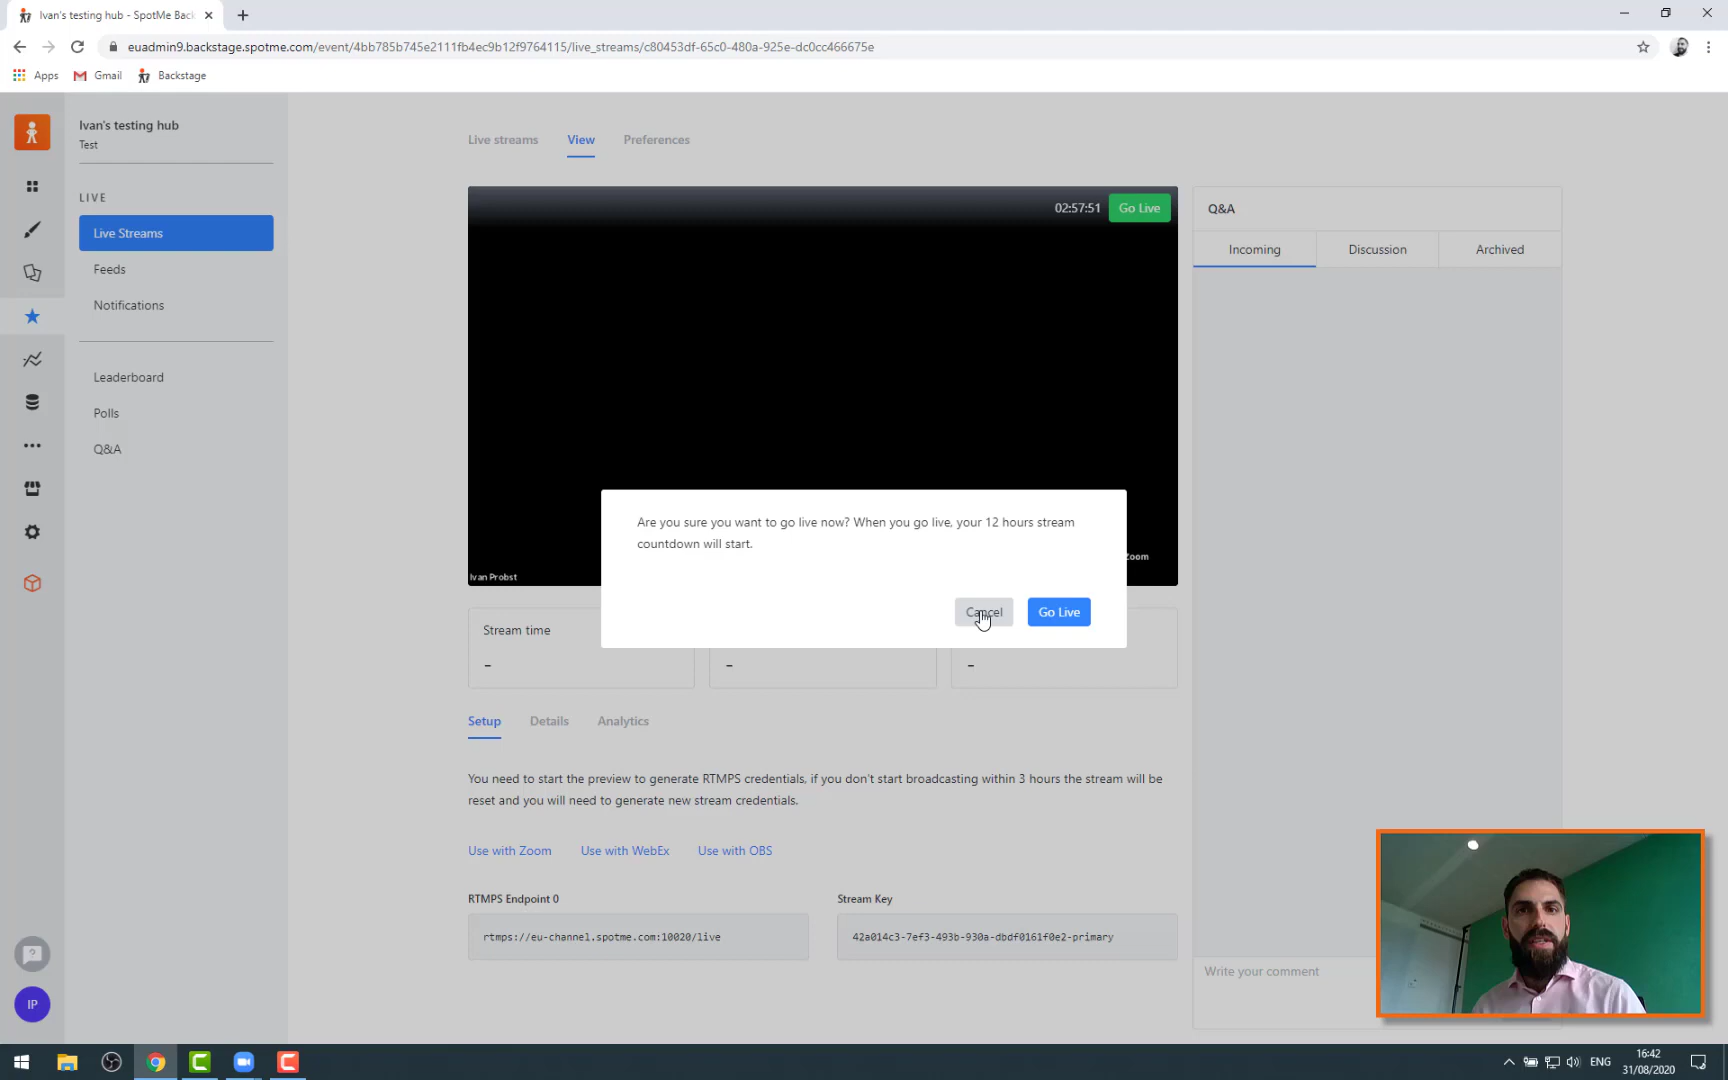 Ivan's testing hub - SpotMe Back
euadmin9.backstage.spotme.com/event/4bb785b745e2111fb4ec9b12f9764115/live_streams/c80453df-65c0-480a-925e-dc0cc466675e
Apps
Gmail
Backstage
Ivan's testing hub
Test
LIVE
Live Streams
Feeds
Notifications
Leaderboard
Polls
Q&A
IP
Live streams
View
Preferences
02:57:51
Go Live
Ivan Probst
Zoom
Are you sure you want to go live now? When you go live, your 12 hours stream
countdown will start.
Cancel
Go Live
Stream time
–
–
–
Setup
Details
Analytics
You need to start the preview to generate RTMPS credentials, if you don't start broadcasting within 3 hours the stream will be
reset and you will need to generate new stream credentials.
Use with Zoom
Use with WebEx
Use with OBS
RTMPS Endpoint 0
Stream Key
rtmps://eu-channel.spotme.com:10020/live
42a014c3-7ef3-493b-930a-dbdf0161f0e2-primary
Q&A
Incoming
Discussion
Archived
Write your comment
ENG
16:42
31/08/2020